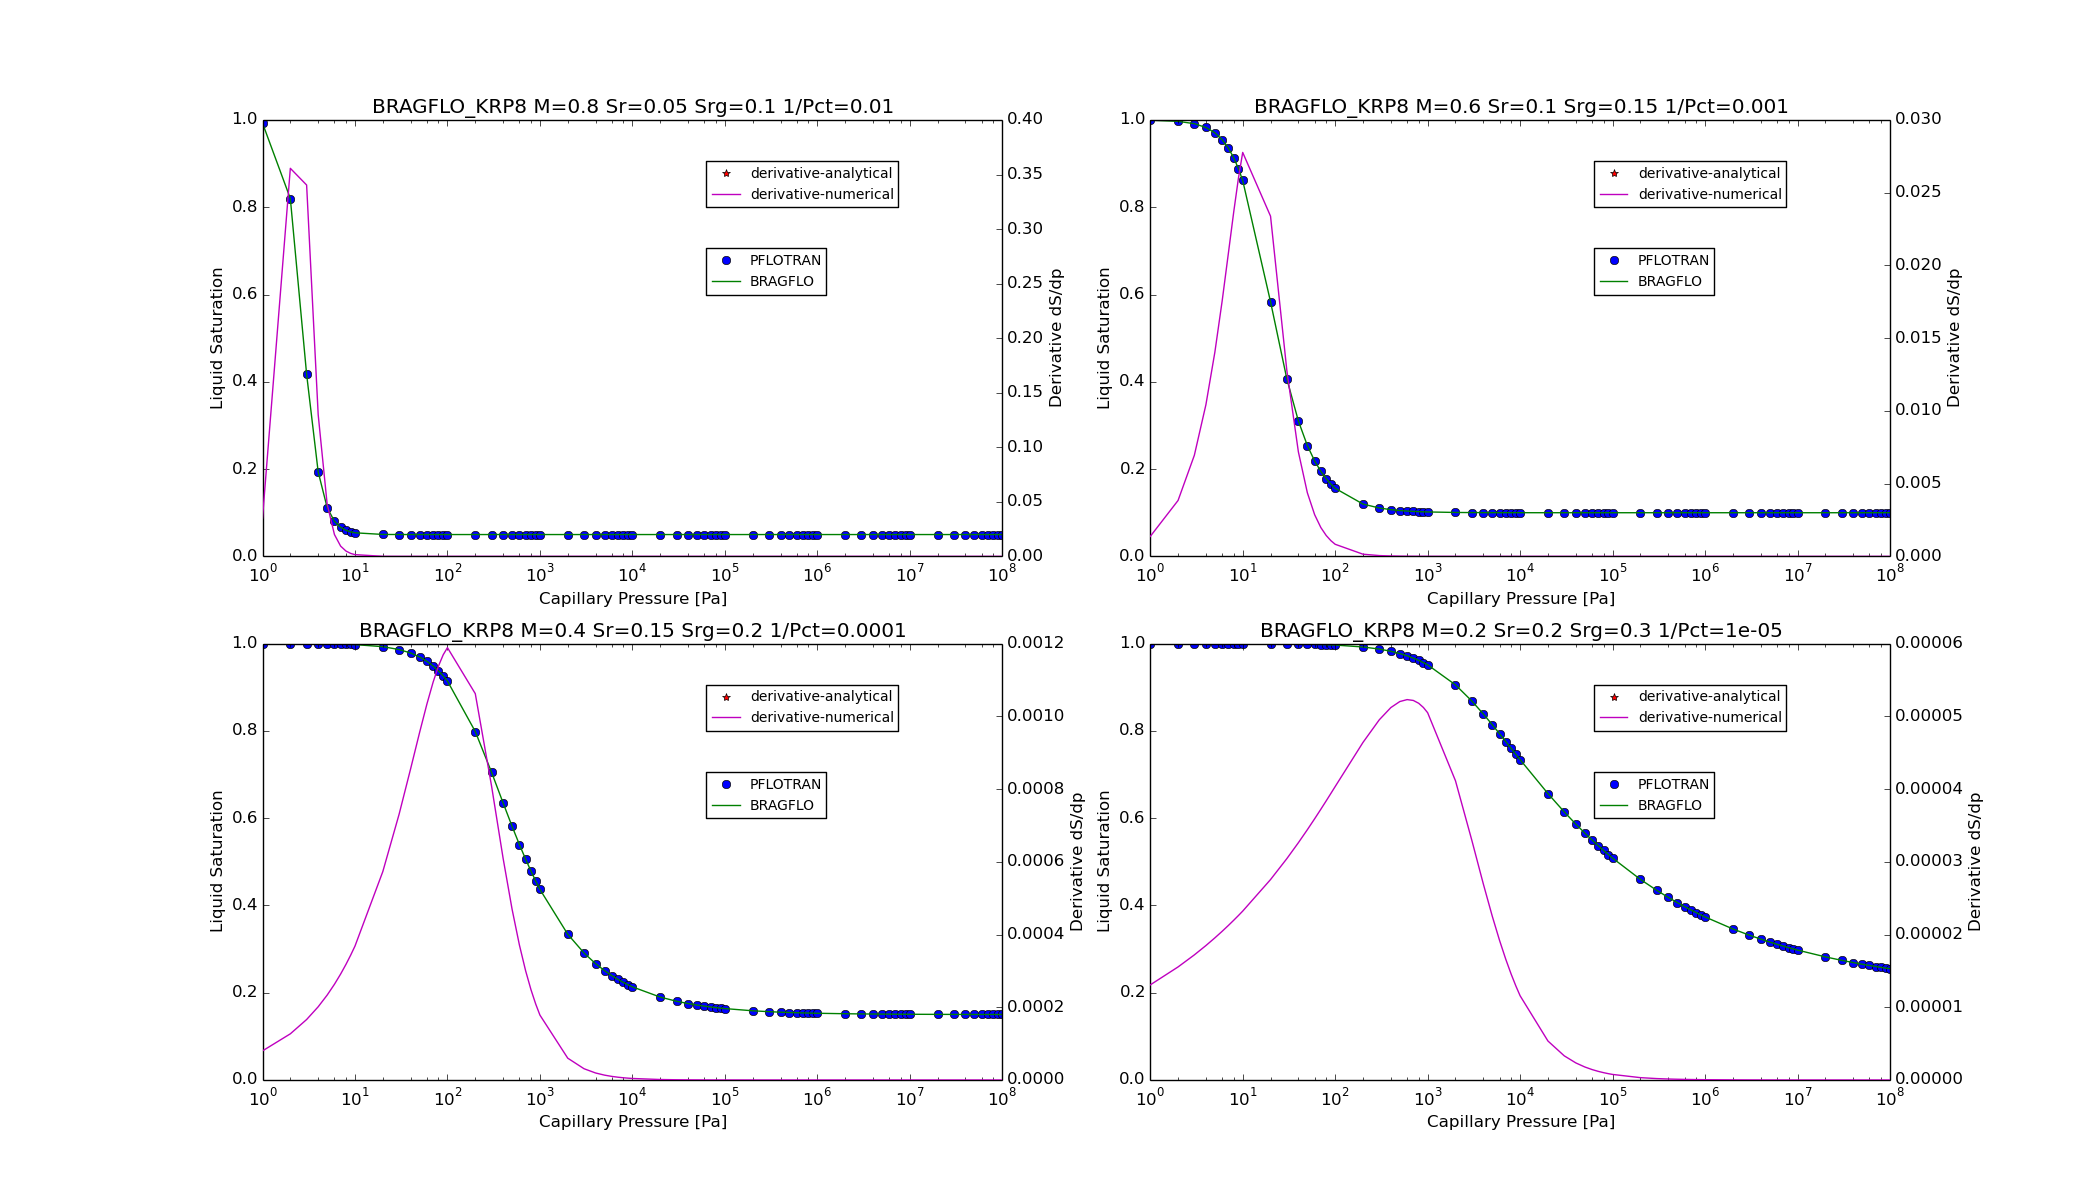 BRAGFLO_KRP8 M=0.8 Sr=0.05 Srg=0.1 1/Pct=0.01
1.0
0.8
0.6
0.4
0.2
0.0
Liquid Saturation
0.40
0.35
0.30
0.25
0.20
0.15
0.10
0.05
0.00
Derivative dS/dp
derivative-analytical
derivative-numerical
PFLOTRAN
BRAGFLO
10^0 10^1 10^2 10^3 10^4 10^5 10^6 10^7 10^8
Capillary Pressure [Pa]
BRAGFLO_KRP8 M=0.6 Sr=0.1 Srg=0.15 1/Pct=0.001
1.0
0.8
0.6
0.4
0.2
0.0
Liquid Saturation
0.030
0.025
0.020
0.015
0.010
0.005
0.000
Derivative dS/dp
derivative-analytical
derivative-numerical
PFLOTRAN
BRAGFLO
10^0 10^1 10^2 10^3 10^4 10^5 10^6 10^7 10^8
Capillary Pressure [Pa]
BRAGFLO_KRP8 M=0.4 Sr=0.15 Srg=0.2 1/Pct=0.0001
1.0
0.8
0.6
0.4
0.2
0.0
Liquid Saturation
0.0012
0.0010
0.0008
0.0006
0.0004
0.0002
0.0000
Derivative dS/dp
derivative-analytical
derivative-numerical
PFLOTRAN
BRAGFLO
10^0 10^1 10^2 10^3 10^4 10^5 10^6 10^7 10^8
Capillary Pressure [Pa]
BRAGFLO_KRP8 M=0.2 Sr=0.2 Srg=0.3 1/Pct=1e-05
1.0
0.8
0.6
0.4
0.2
0.0
Liquid Saturation
0.00006
0.00005
0.00004
0.00003
0.00002
0.00001
0.00000
Derivative dS/dp
derivative-analytical
derivative-numerical
PFLOTRAN
BRAGFLO
10^0 10^1 10^2 10^3 10^4 10^5 10^6 10^7 10^8
Capillary Pressure [Pa]